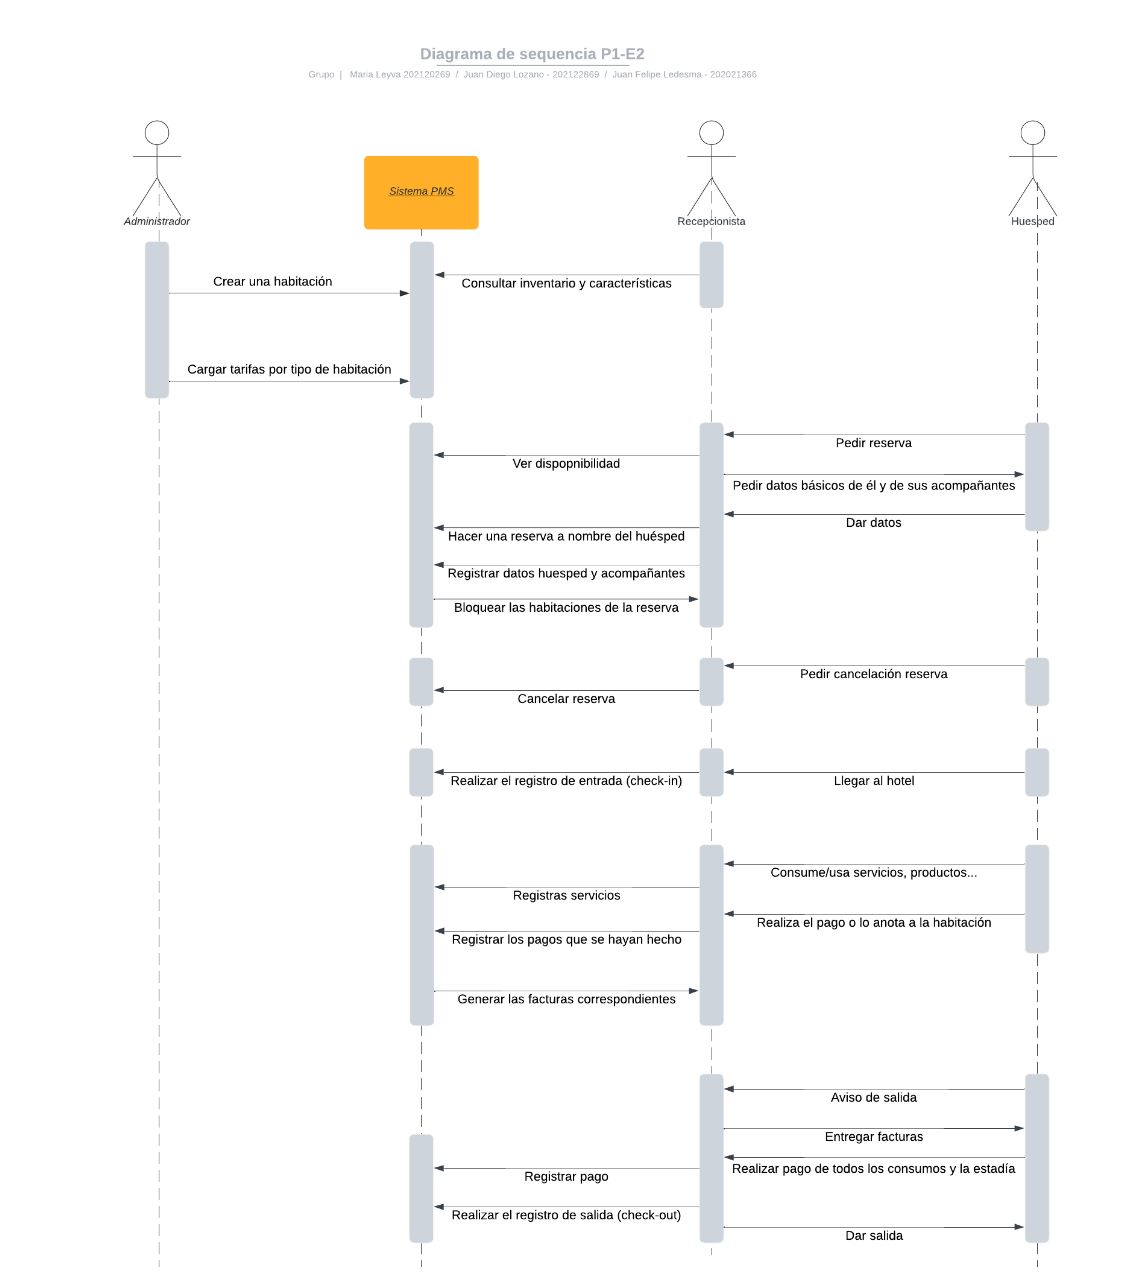 Diagrama de sequencia P1-E2
Grupo | Maria Leyva 202120269 / Juan Diego Lozano - 202122869 / Juan Felipe Ledesma - 202021366
Administrador
Sistema PMS
Recepcionista
Huesped
Crear una habitación
Consultar inventario y características
Cargar tarifas por tipo de habitación
Pedir reserva
Ver dispopnibilidad
Pedir datos básicos de él y de sus acompañantes
Dar datos
Hacer una reserva a nombre del huésped
Registrar datos huesped y acompañantes
Bloquear las habitaciones de la reserva
Pedir cancelación reserva
Cancelar reserva
Realizar el registro de entrada (check-in)
Llegar al hotel
Consume/usa servicios, productos...
Registras servicios
Realiza el pago o lo anota a la habitación
Registrar los pagos que se hayan hecho
Generar las facturas correspondientes
Aviso de salida
Entregar facturas
Realizar pago de todos los consumos y la estadía
Registrar pago
Realizar el registro de salida (check-out)
Dar salida